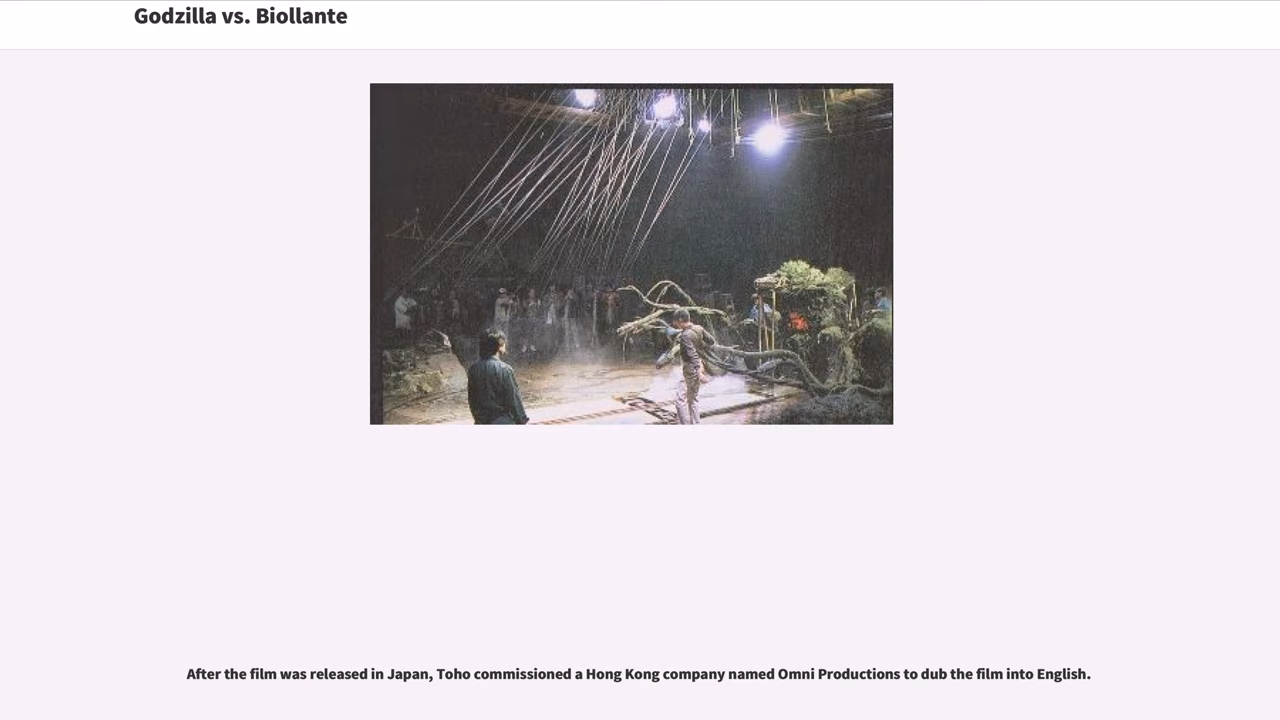 Godzilla vs. Biollante
After the film was released in Japan, Toho commissioned a Hong Kong company named Omni Productions to dub the film into English.